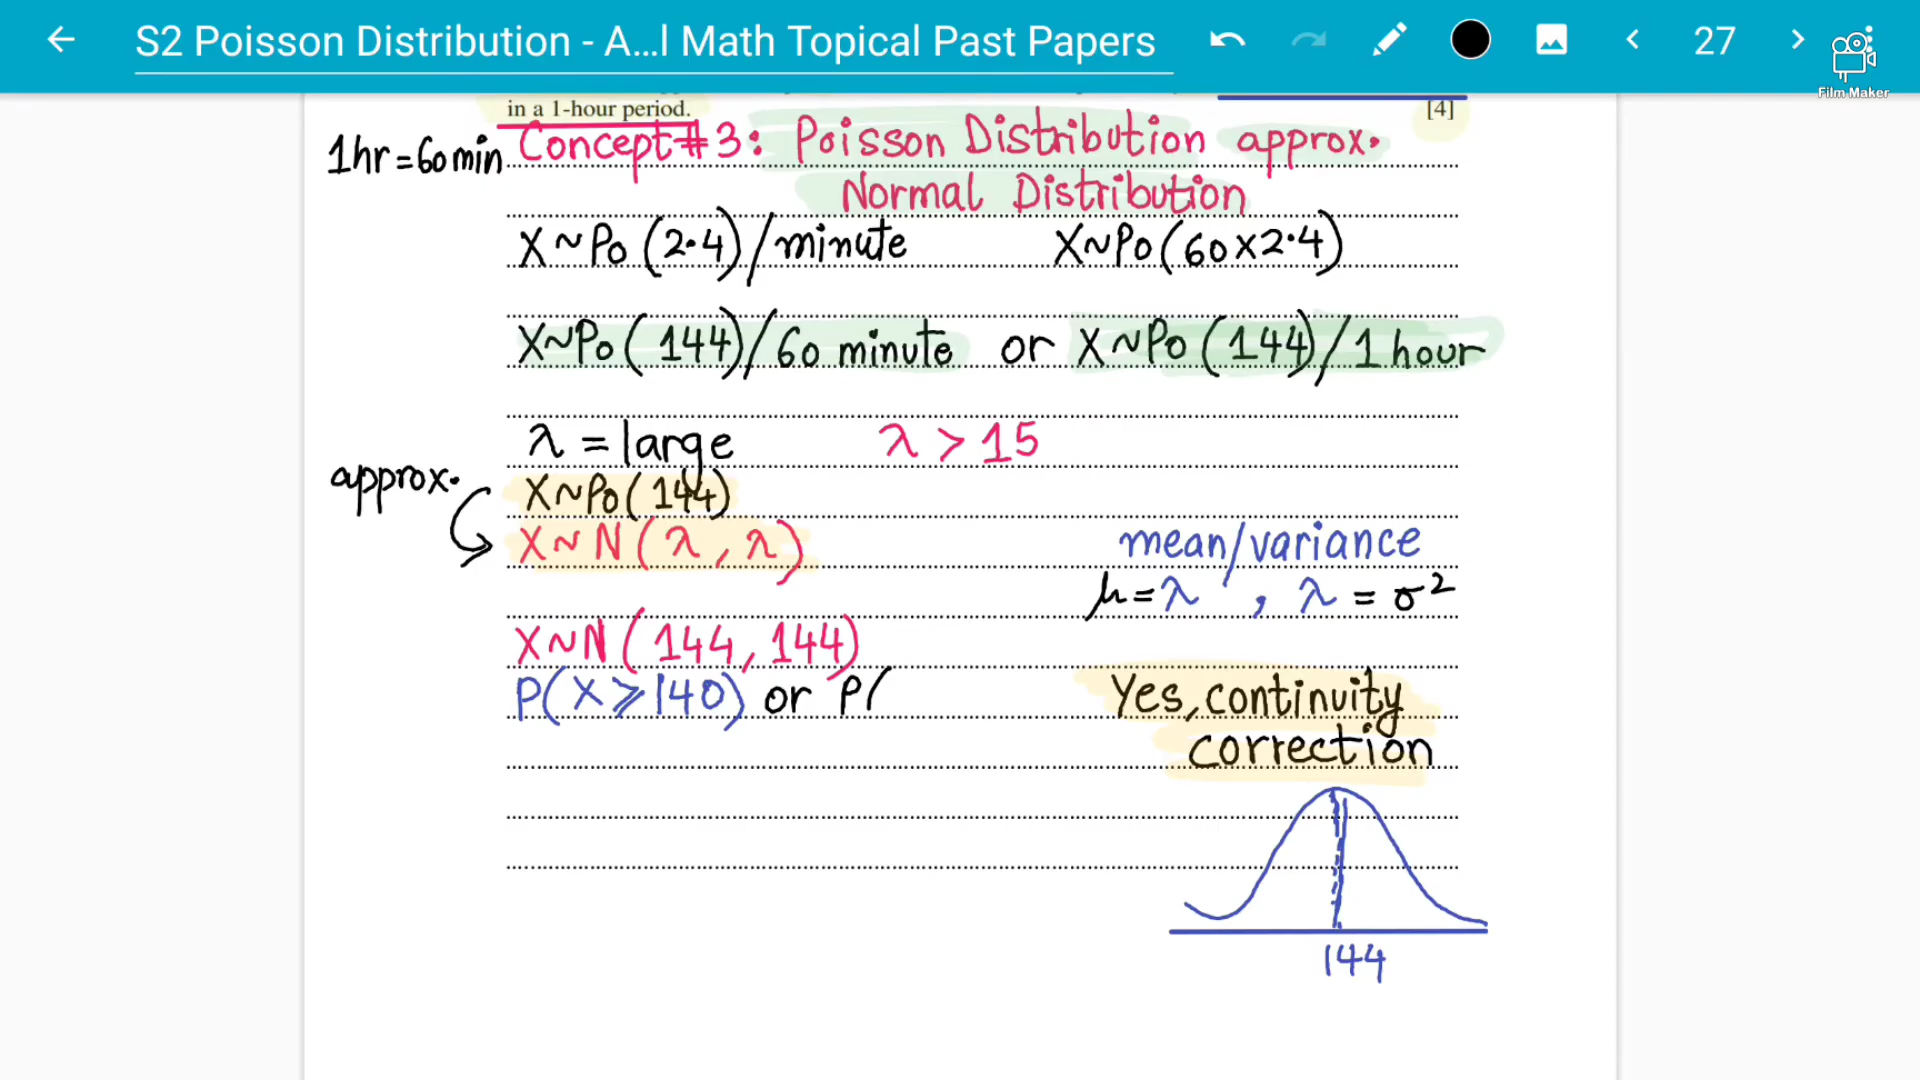 S2 Poisson Distribution - A...l Math Topical Past Papers 27
Film Maker
in a 1-hour period. [4]
1hr = 60 min Concept # 3: Poisson Distribution approx.
Normal Distribution
X ~ Po (2.4)/minute X ~ Po (60 x 2.4)
X ~ Po (144)/60 minute or X ~ Po (144)/1 hour
λ = large λ > 15
approx. X ~ Po (144)
X ~ N (λ, λ) mean/variance
μ = λ , λ = σ²
X ~ N (144, 144)
P(X ⩾ 140) or P( Yes, continuity
correction
144